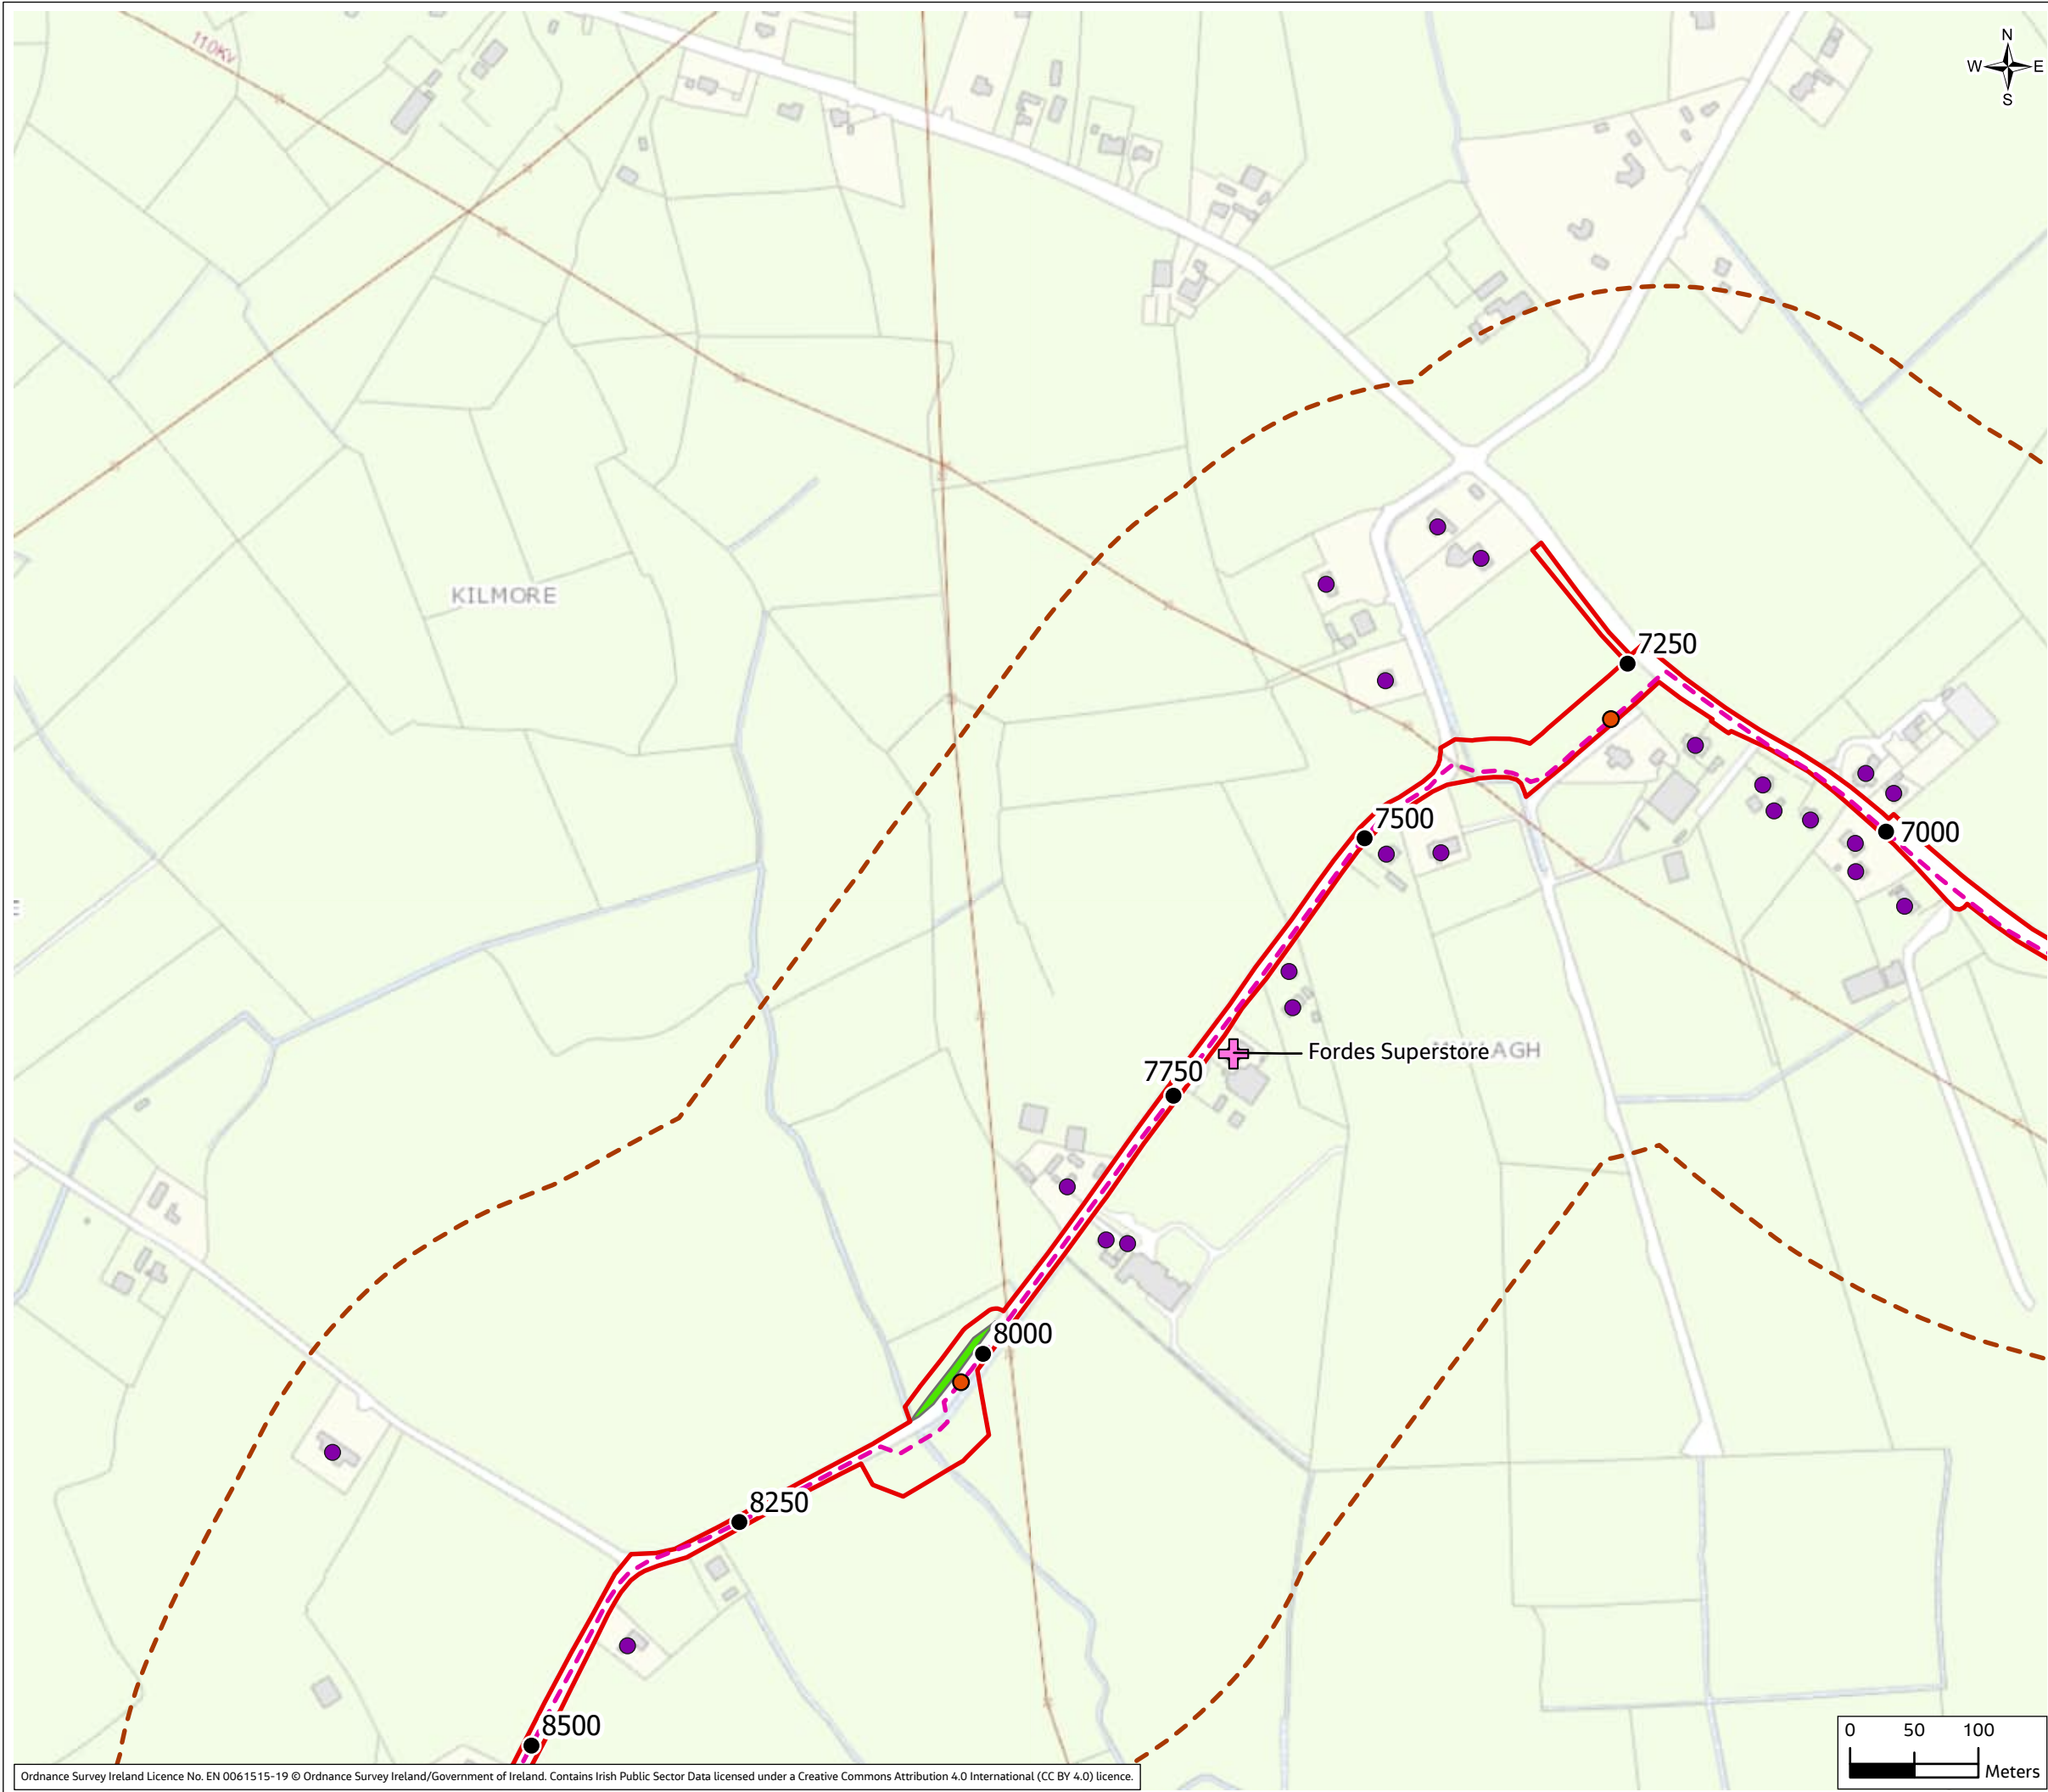 110Kv
N
W E
S
KILMORE
7250
7500
7000
Fordes Superstore
AGH
7750
8000
8250
8500
0 50 100
Meters
Ordnance Survey Ireland Licence No. EN 0061515-19 © Ordnance Survey Ireland/Government of Ireland. Contains Irish Public Sector Data licensed under a Creative Commons Attribution 4.0 International (CC BY 4.0) licence.